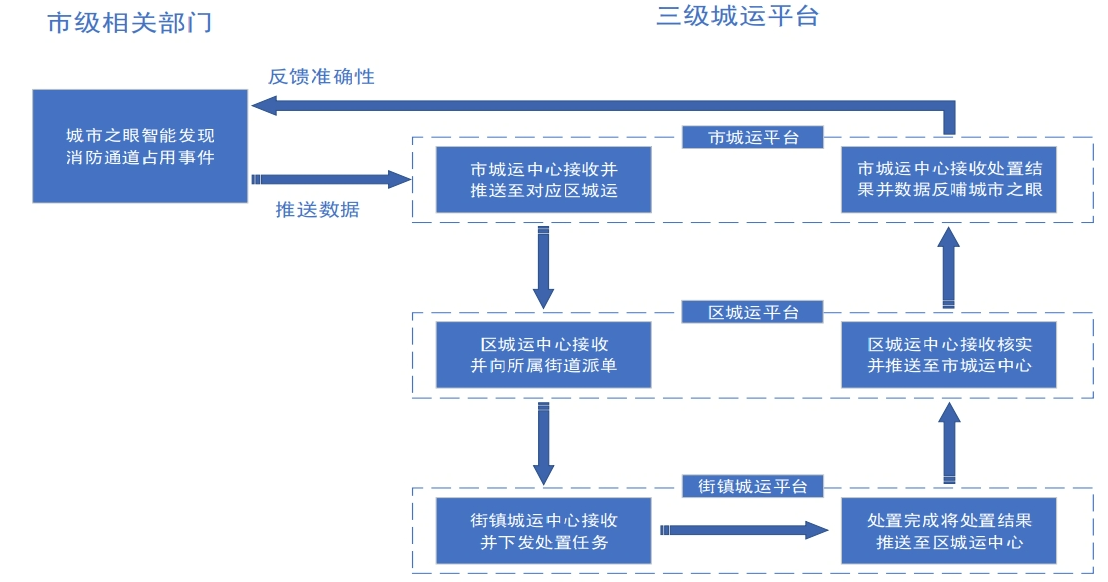 市级相关部门
三级城运平台
反馈准确性
城市之眼智能发现
消防通道占用事件
推送数据
市城运平台
市城运中心接收并
推送至对应区城运
市城运中心接收处置结
果并数据反哺城市之眼
区城运平台
区城运中心接收
并向所属街道派单
区城运中心接收核实
并推送至市城运中心
街镇城运平台
街镇城运中心接收
并下发处置任务
处置完成将处置结果
推送至区城运中心